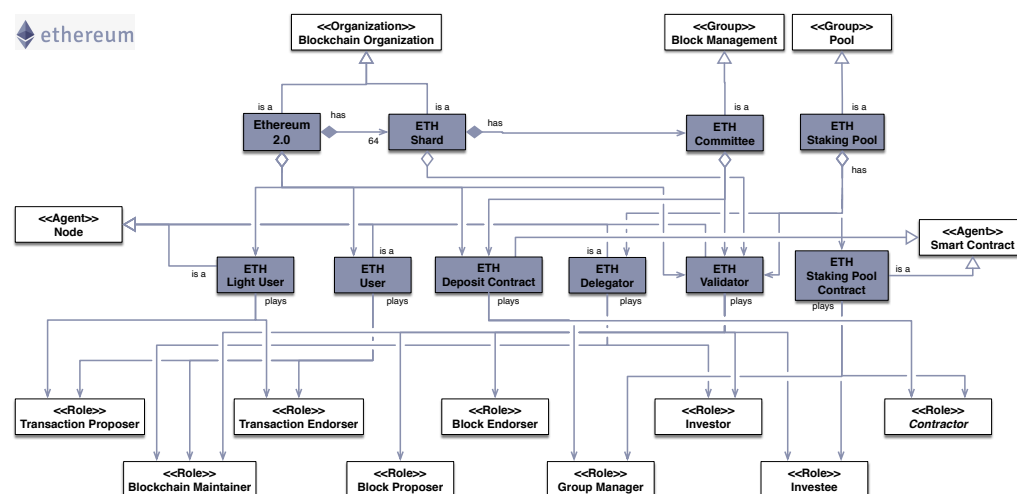 ethereum
<<Organization>>
Blockchain Organization
<<Group>>
Block Management
<<Group>>
Pool
is a
is a
is a
is a
Ethereum
2.0
has
64
ETH
Shard
has
ETH
Committee
ETH
Staking Pool
has
<<Agent>>
Node
<<Agent>>
Smart Contract
is a
ETH
Light User
is a
ETH
User
ETH
Deposit Contract
is a
ETH
Delegator
is a
ETH
Validator
ETH
Staking Pool
Contract
is a
plays
plays
plays
plays
plays
plays
<<Role>>
Transaction Proposer
<<Role>>
Transaction Endorser
<<Role>>
Block Endorser
<<Role>>
Investor
<<Role>>
Contractor
<<Role>>
Blockchain Maintainer
<<Role>>
Block Proposer
<<Role>>
Group Manager
<<Role>>
Investee